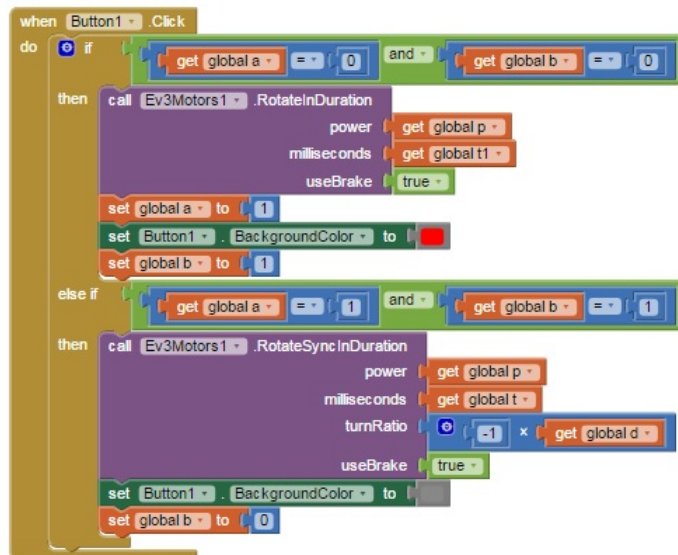 when Button1 .Click
do if get global a = 0 and get global b = 0
then call Ev3Motors1 .RotateInDuration
power get global p
milliseconds get global t1
useBrake true
set global a to 1
set Button1 . BackgroundColor to
set global b to 1
else if get global a = 1 and get global b = 1
then call Ev3Motors1 .RotateSyncInDuration
power get global p
milliseconds get global t
turnRatio -1 × get global d
useBrake true
set Button1 . BackgroundColor to
set global b to 0